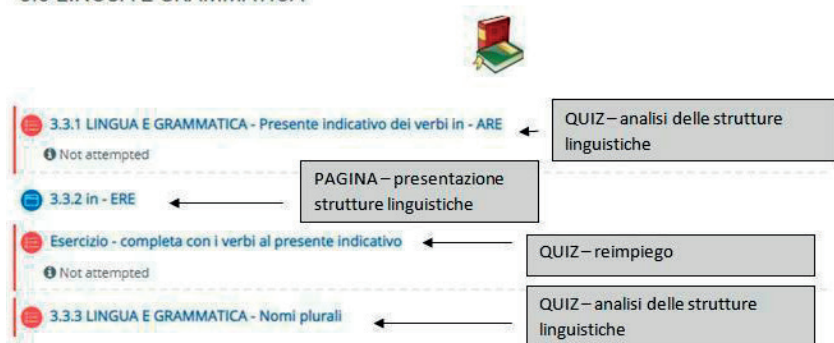 3.3.1 LINGUA E GRAMMATICA - Presente indicativo dei verbi in - ARE
QUIZ – analisi delle strutture
linguistiche
Not attempted
PAGINA – presentazione
strutture linguistiche
3.3.2 in - ERE
Esercizio - completa con i verbi al presente indicativo
QUIZ – reimpiego
Not attempted
3.3.3 LINGUA E GRAMMATICA - Nomi plurali
QUIZ – analisi delle strutture
linguistiche